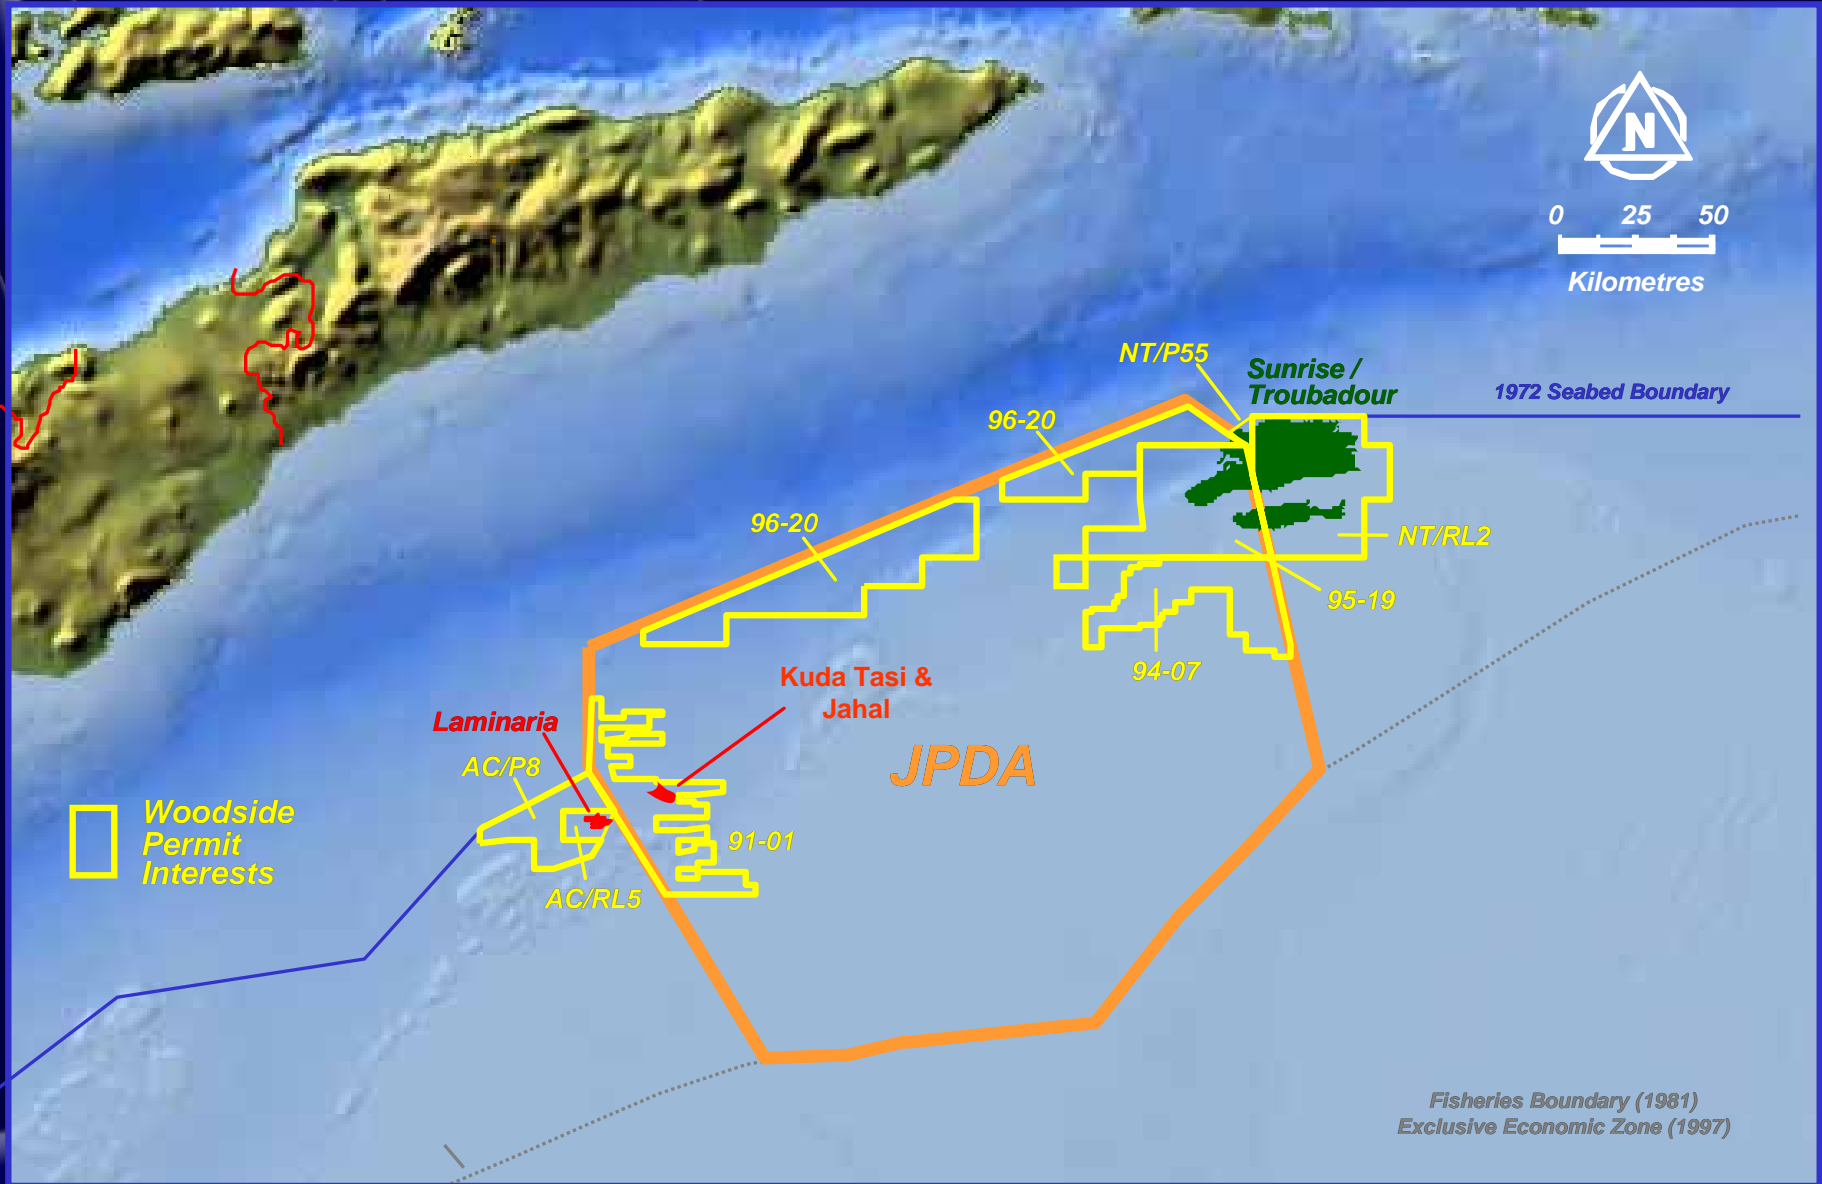 N
0 25 50
Kilometres
NT/P55
Sunrise /
Troubadour
1972 Seabed Boundary
96-20
96-20
NT/RL2
95-19
94-07
Kuda Tasi &
Jahal
Laminaria
JPDA
AC/P8
Woodside
Permit
Interests
91-01
AC/RL5
Fisheries Boundary (1981)
Exclusive Economic Zone (1997)